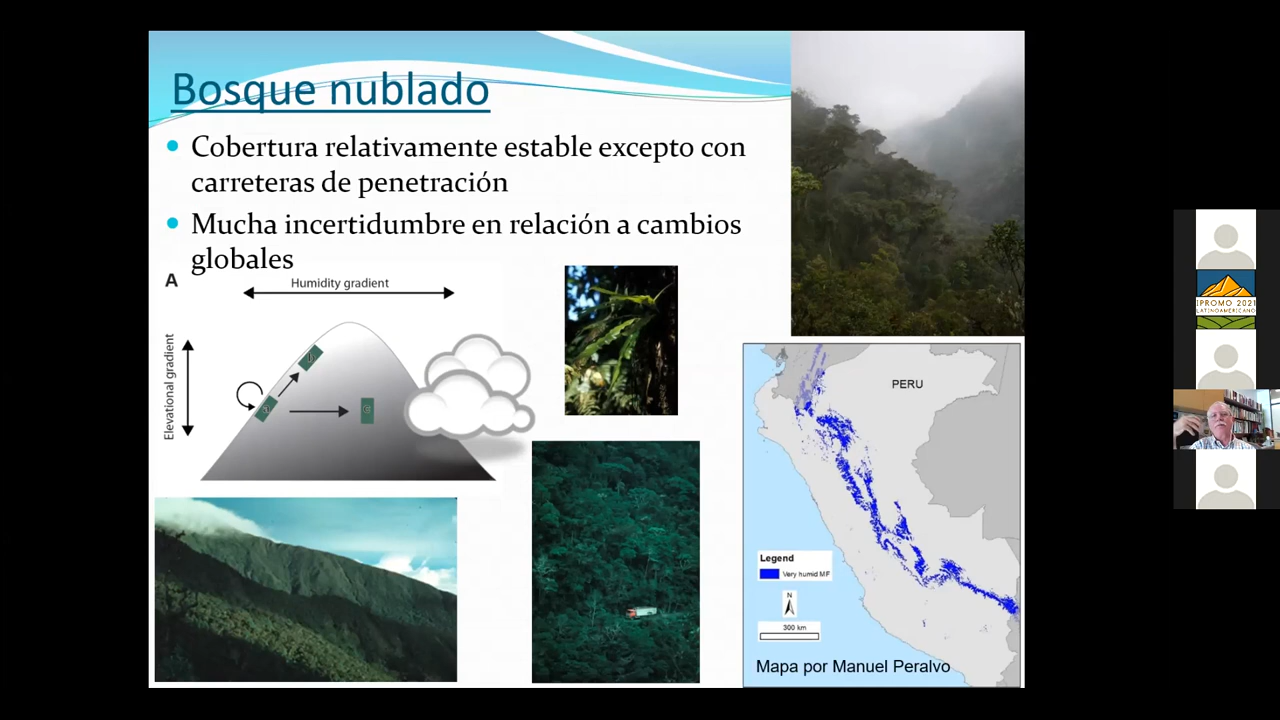 Bosque nublado
Cobertura relativamente estable excepto con
carreteras de penetración
Mucha incertidumbre en relación a cambios
globales
A
Humidity gradient
Elevational gradient
b
a
c
PERU
Legend
Very humid MF
N
300 km
Mapa por Manuel Peralvo
IPROMO 2021
LATINOAMERICANO